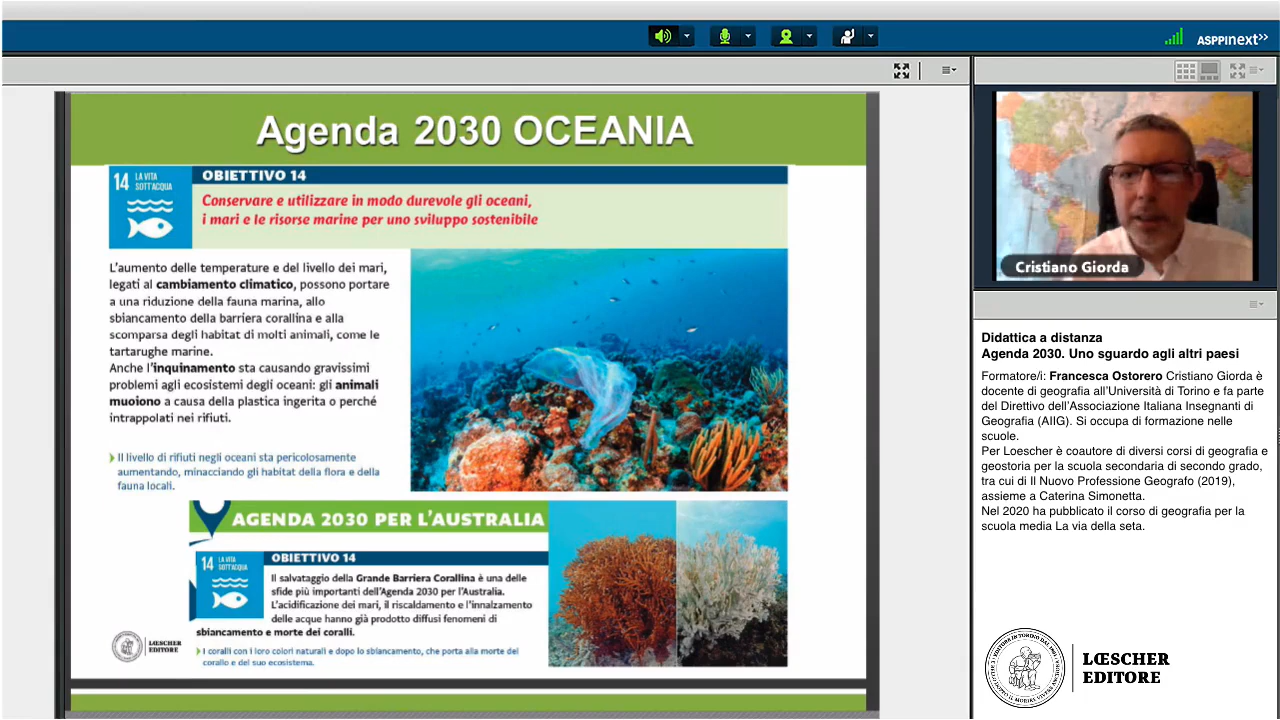 ASPPInext>>
Agenda 2030 OCEANIA
14 LA VITA
SOTT'ACQUA
OBIETTIVO 14
Conservare e utilizzare in modo durevole gli oceani,
i mari e le risorse marine per uno sviluppo sostenibile
L'aumento delle temperature e del livello dei mari,
legati al cambiamento climatico, possono portare
a una riduzione della fauna marina, allo
sbiancamento della barriera corallina e alla
scomparsa degli habitat di molti animali, come le
tartarughe marine.
Anche l'inquinamento sta causando gravissimi
problemi agli ecosistemi degli oceani: gli animali
muoiono a causa della plastica ingerita o perché
intrappolati nei rifiuti.
Il livello di rifiuti negli oceani sta pericolosamente
aumentando, minacciando gli habitat della flora e della
fauna locali.
AGENDA 2030 PER L'AUSTRALIA
14 LA VITA
SOTT'ACQUA
OBIETTIVO 14
Il salvataggio della Grande Barriera Corallina è una delle
sfide più importanti dell'Agenda 2030 per l'Australia.
L'acidificazione dei mari, il riscaldamento e l'innalzamento
delle acque hanno già prodotto diffusi fenomeni di
sbiancamento e morte dei coralli.
I coralli con i loro colori naturali e dopo lo sbiancamento, che porta alla morte del
corallo e del suo ecosistema.
LŒSCHER
EDITORE
Cristiano Giorda
Didattica a distanza
Agenda 2030. Uno sguardo agli altri paesi
Formatore/i: Francesca Ostorero Cristiano Giorda è
docente di geografia all'Università di Torino e fa parte
del Direttivo dell'Associazione Italiana Insegnanti di
Geografia (AIIG). Si occupa di formazione nelle
scuole.
Per Loescher è coautore di diversi corsi di geografia e
geostoria per la scuola secondaria di secondo grado,
tra cui di Il Nuovo Professione Geografo (2019),
assieme a Caterina Simonetta.
Nel 2020 ha pubblicato il corso di geografia per la
scuola media La via della seta.
LŒSCHER
EDITORE